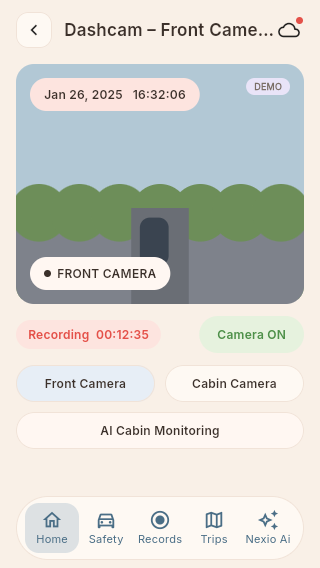 Dashcam – Front Came...
Jan 26, 2025 16:32:06
DEMO
FRONT CAMERA
Recording 00:12:35
Camera ON
Front Camera
Cabin Camera
AI Cabin Monitoring
Home
Safety
Records
Trips
Nexio Ai